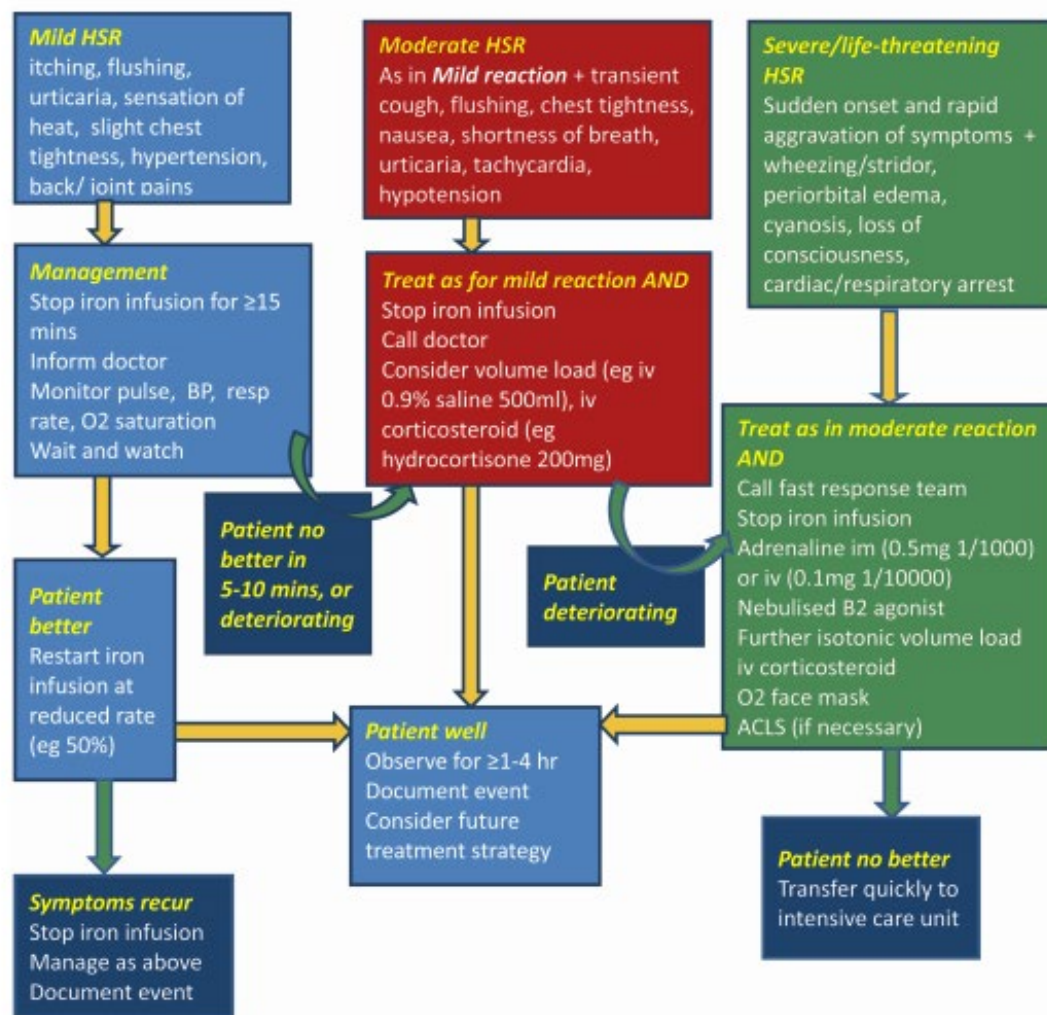 Mild HSR
itching, flushing,
urticaria, sensation of
heat,  slight chest
tightness, hypertension,
back/ joint pains
Moderate HSR
As in Mild reaction + transient
cough, flushing, chest tightness,
nausea, shortness of breath,
urticaria, tachycardia,
hypotension
Severe/life-threatening
HSR
Sudden onset and rapid
aggravation of symptoms  +
wheezing/stridor,
periorbital edema,
cyanosis, loss of
consciousness,
cardiac/respiratory arrest
Management
Stop iron infusion for ≥15
mins
Inform doctor
Monitor pulse,  BP,  resp
rate, O2 saturation
Wait and watch
Treat as for mild reaction AND
Stop iron infusion
Call doctor
Consider volume load (eg iv
0.9% saline 500ml), iv
corticosteroid (eg
hydrocortisone 200mg)
Treat as in moderate reaction
AND
Call fast response team
Stop iron infusion
Adrenaline im (0.5mg 1/1000)
or iv (0.1mg 1/10000)
Nebulised B2 agonist
Further isotonic volume load
iv corticosteroid
O2 face mask
ACLS (if necessary)
Patient no
better in
5-10 mins, or
deteriorating
Patient
deteriorating
Patient
better
Restart iron
infusion at
reduced rate
(eg 50%)
Patient well
Observe for ≥1-4 hr
Document event
Consider future
treatment strategy
Patient no better
Transfer quickly to
intensive care unit
Symptoms recur
Stop iron infusion
Manage as above
Document event